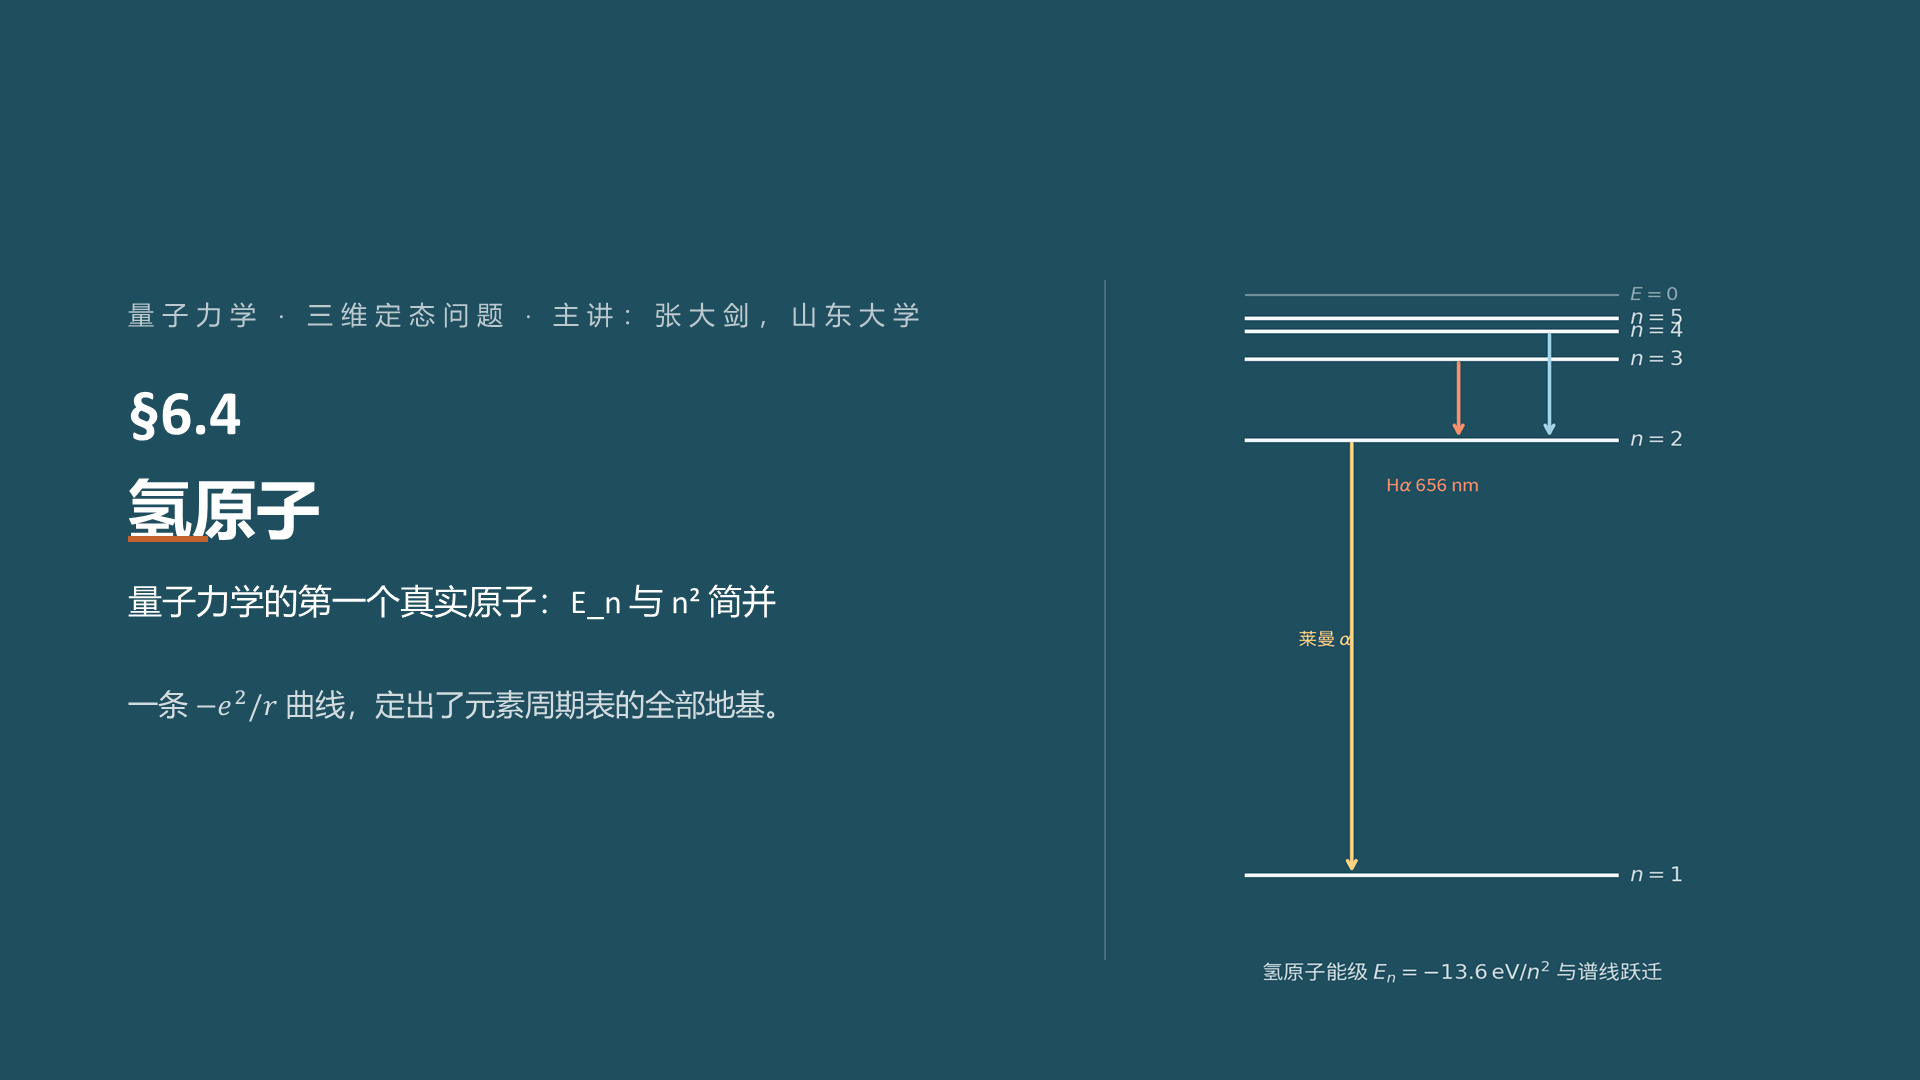 量子力学 · 三维定态问题 · 主讲：张大剑，山东大学
§6.4
氢原子
量子力学的第一个真实原子：E_n 与 n² 简并
一条 −e²/r 曲线，定出了元素周期表的全部地基。
E = 0
n = 5
n = 4
n = 3
n = 2
Hα 656 nm
莱曼 α
n = 1
氢原子能级 Eₙ = −13.6 eV/n² 与谱线跃迁